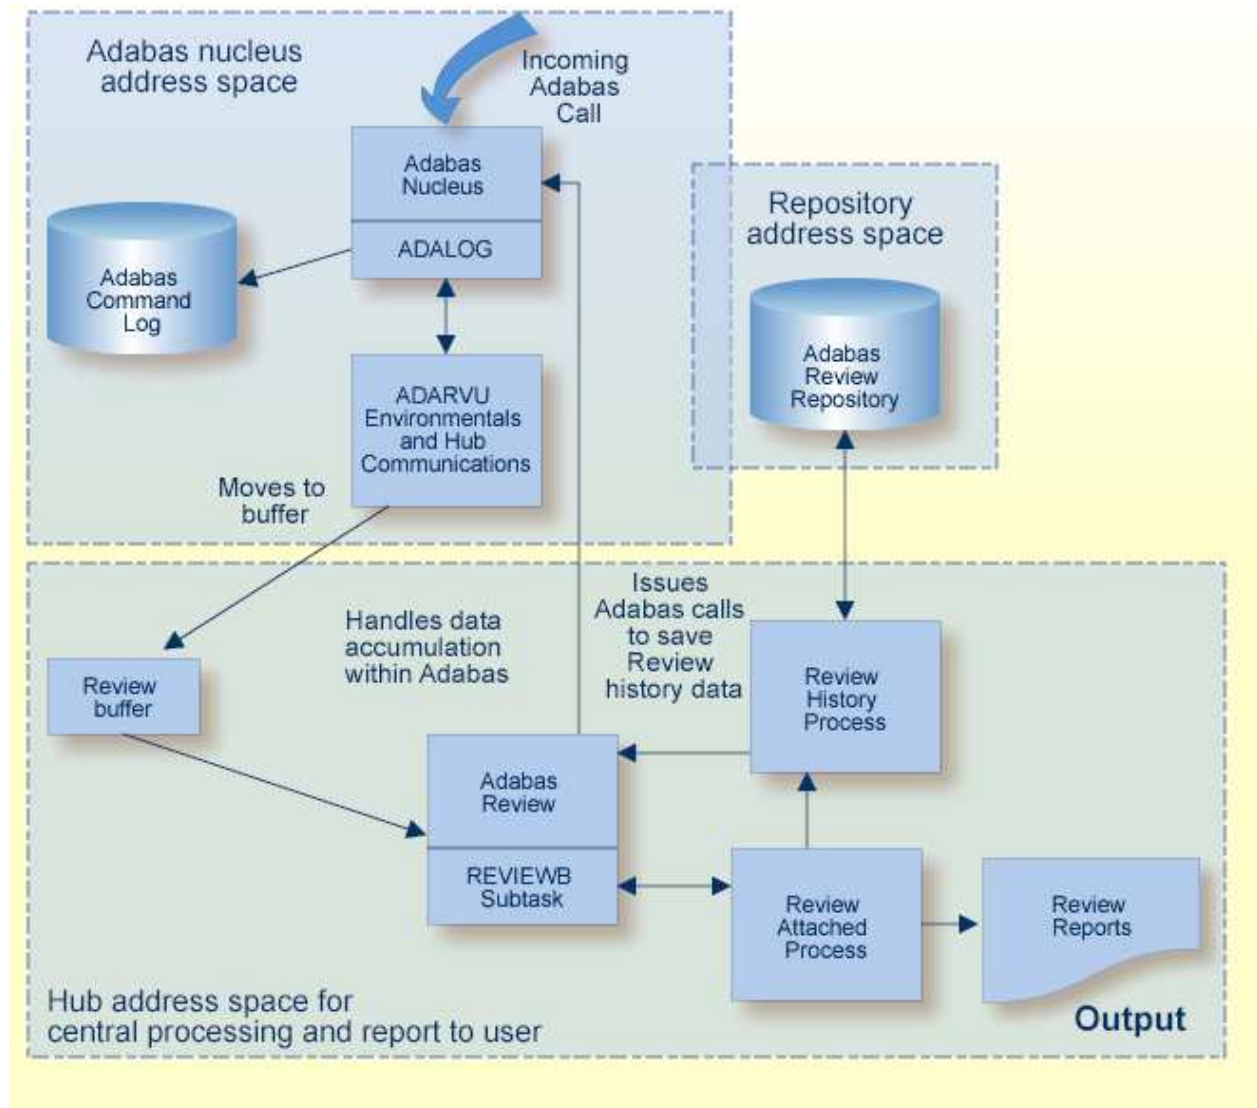 Adabas nucleus
address space
Incoming
Adabas
Call
Adabas
Nucleus
ADALOG
Adabas
Command
Log
Repository
address space
Adabas
Review
Repository
ADARVU
Environmentals
and Hub
Communications
Moves to
buffer
Handles data
accumulation
within Adabas
Issues
Adabas calls
to save
Review
history data
Review
buffer
Review
History
Process
Adabas
Review
REVIEWB
Subtask
Review
Attached
Process
Review
Reports
Hub address space for
central processing and report to user
Output